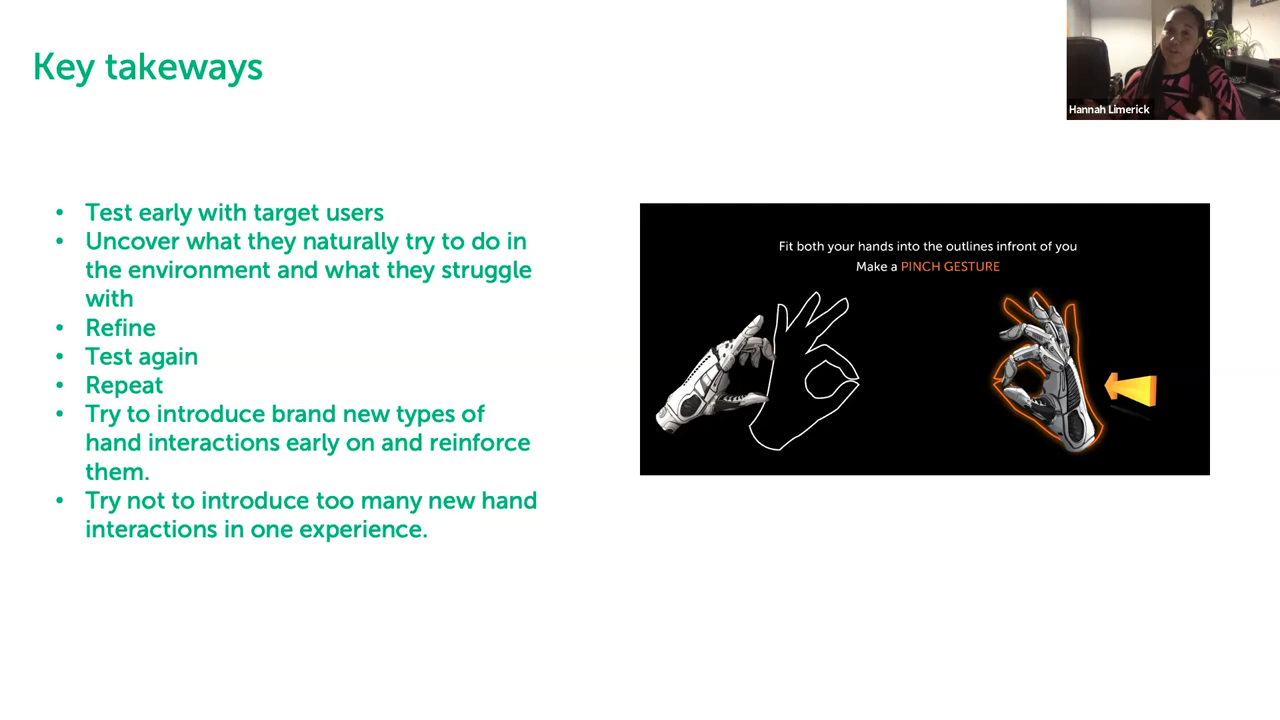 Key takeways
Hannah Limerick
• Test early with target users
• Uncover what they naturally try to do in
the environment and what they struggle
with
• Refine
• Test again
• Repeat
• Try to introduce brand new types of
hand interactions early on and reinforce
them.
• Try not to introduce too many new hand
interactions in one experience.
Fit both your hands into the outlines infront of you
Make a PINCH GESTURE